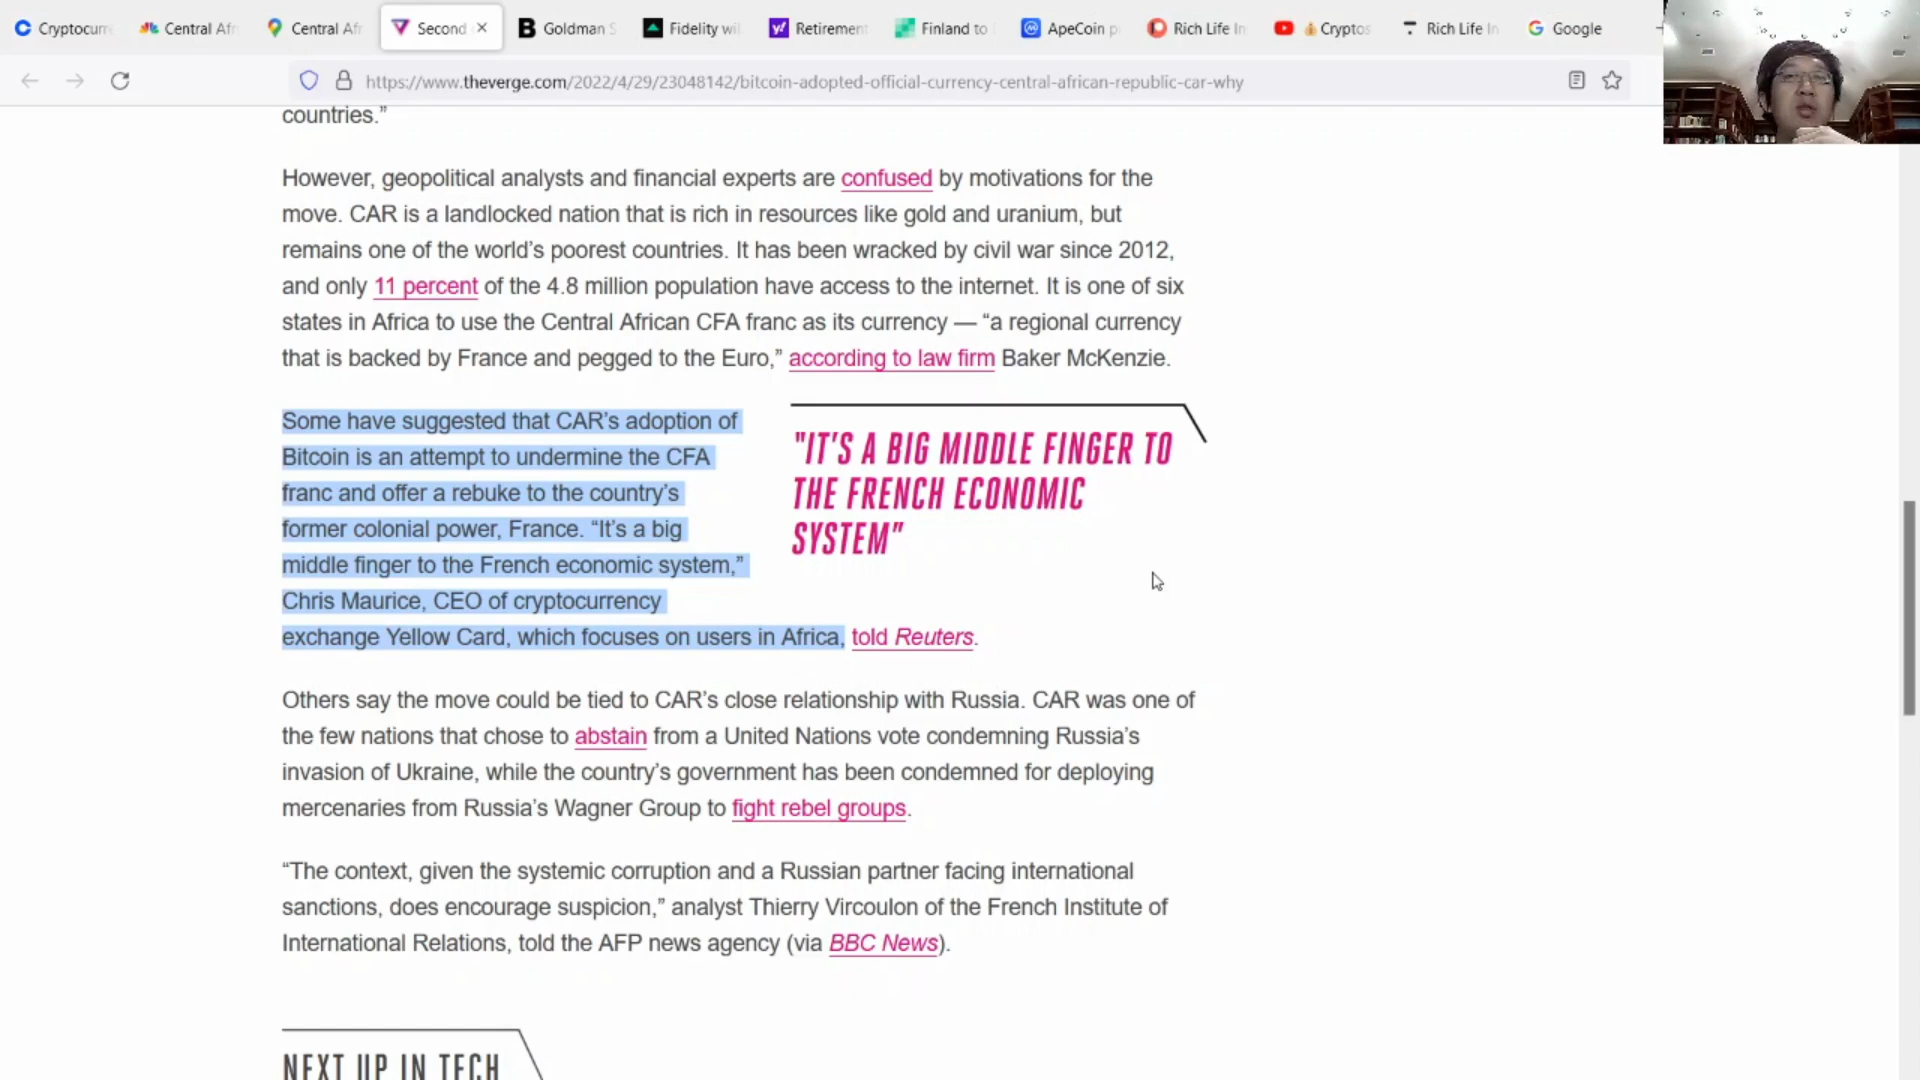 Cryptocurr
Central Afr
Central Afr
Second
Goldman S
Fidelity wil
Retirement
Finland to
ApeCoin p
Rich Life In
Cryptos
Rich Life In
Google
https://www.theverge.com/2022/4/29/23048142/bitcoin-adopted-official-currency-central-african-republic-car-why
countries.”
However, geopolitical analysts and financial experts are confused by motivations for the
move. CAR is a landlocked nation that is rich in resources like gold and uranium, but
remains one of the world’s poorest countries. It has been wracked by civil war since 2012,
and only 11 percent of the 4.8 million population have access to the internet. It is one of six
states in Africa to use the Central African CFA franc as its currency — “a regional currency
that is backed by France and pegged to the Euro,” according to law firm Baker McKenzie.
Some have suggested that CAR’s adoption of
Bitcoin is an attempt to undermine the CFA
franc and offer a rebuke to the country’s
former colonial power, France. “It’s a big
middle finger to the French economic system,”
Chris Maurice, CEO of cryptocurrency
exchange Yellow Card, which focuses on users in Africa, told Reuters.
"IT’S A BIG MIDDLE FINGER TO
THE FRENCH ECONOMIC
SYSTEM”
Others say the move could be tied to CAR’s close relationship with Russia. CAR was one of
the few nations that chose to abstain from a United Nations vote condemning Russia’s
invasion of Ukraine, while the country’s government has been condemned for deploying
mercenaries from Russia’s Wagner Group to fight rebel groups.
“The context, given the systemic corruption and a Russian partner facing international
sanctions, does encourage suspicion,” analyst Thierry Vircoulon of the French Institute of
International Relations, told the AFP news agency (via BBC News).
NEXT UP IN TECH